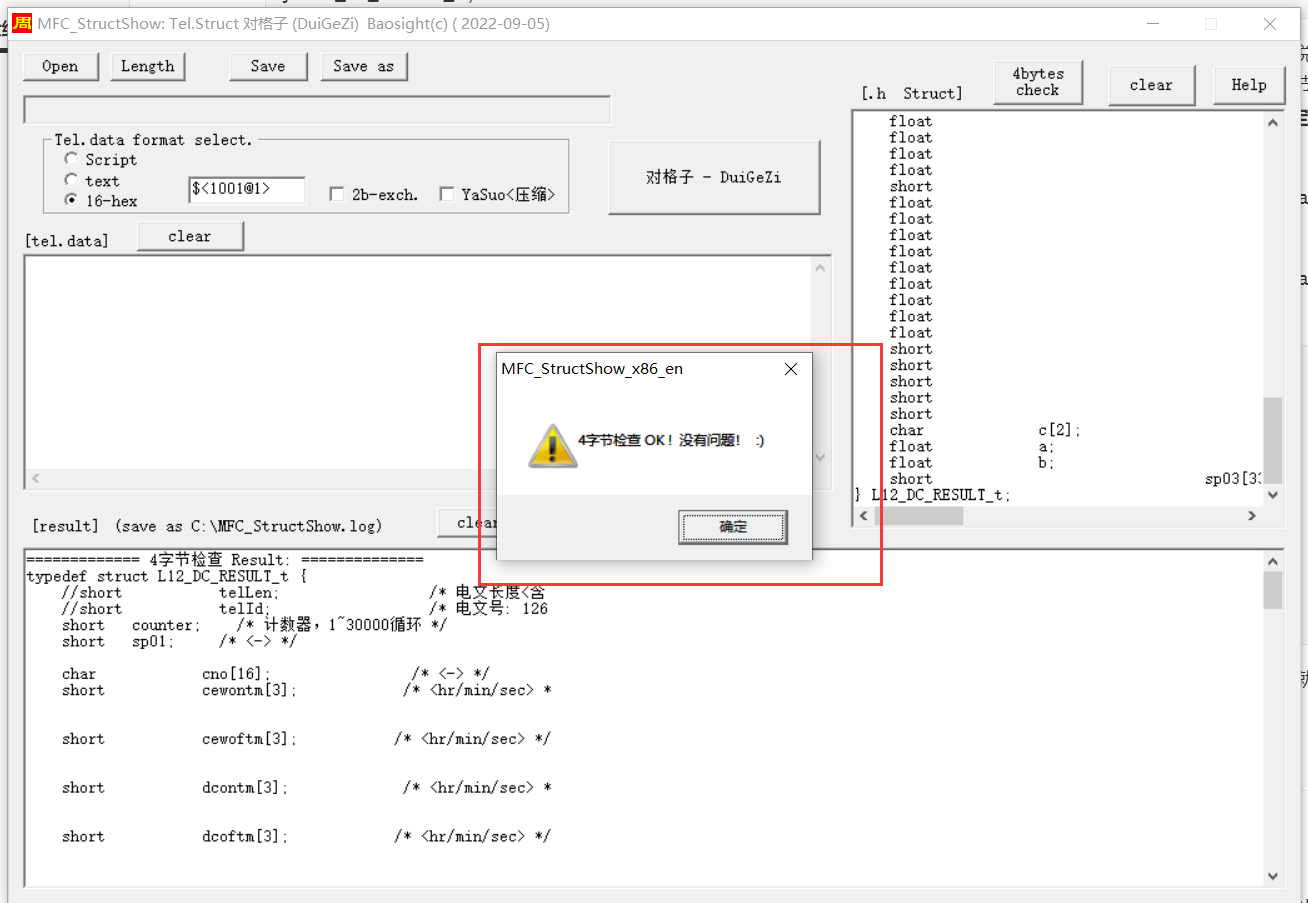 周 MFC_StructShow: Tel.Struct 对格子 (DuiGeZi) Baosight(c) ( 2022-09-05)
Open Length Save Save as
[.h Struct] 4bytes check clear Help
Tel.data format select.
Script
text
16-hex
$<1001@1>
2b-exch. YaSuo<压缩>
对格子 - DuiGeZi
[tel.data] clear
float
float
float
float
short
float
float
float
float
float
float
float
float
float
short
short
short
short
short
char c[2];
float a;
float b;
short sp03[33
} L12_DC_RESULT_t;
MFC_StructShow_x86_en
4字节检查 OK！没有问题！ :)
确定
[result] (save as C:\MFC_StructShow.log) clear
============= 4字节检查 Result: ==============
typedef struct L12_DC_RESULT_t {
//short telLen; /* 电文长度<含
//short telId; /* 电文号: 126
short counter; /* 计数器，1~30000循环 */
short sp01; /* <-> */
char cno[16]; /* <-> */
short cewontm[3]; /* <hr/min/sec> *
short cewoftm[3]; /* <hr/min/sec> */
short dcontm[3]; /* <hr/min/sec> *
short dcoftm[3]; /* <hr/min/sec> */